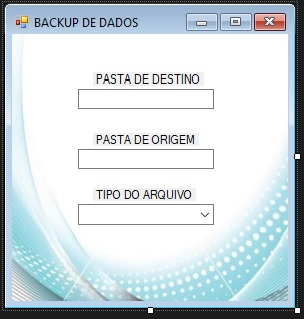 BACKUP DE DADOS
PASTA DE DESTINO
PASTA DE ORIGEM
TIPO DO ARQUIVO